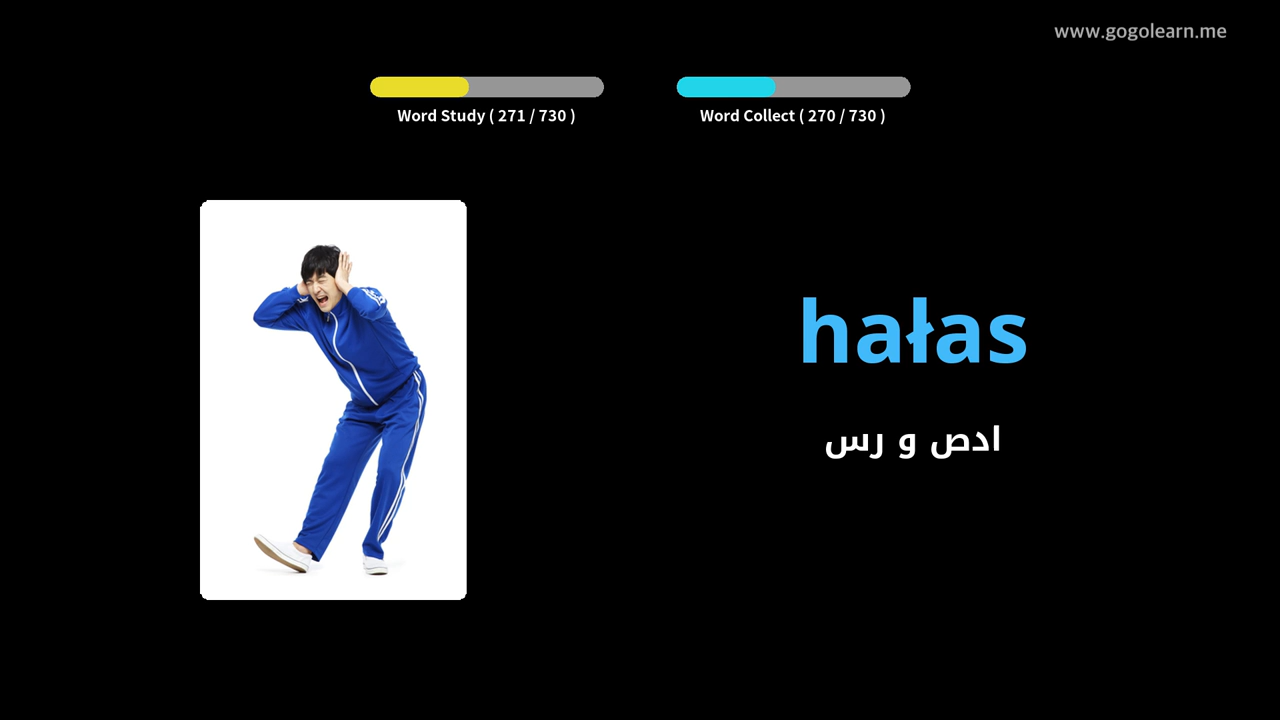 www.gogolearn.me
Word Study ( 271 / 730 )
Word Collect ( 270 / 730 )
hałas
ادص و رس